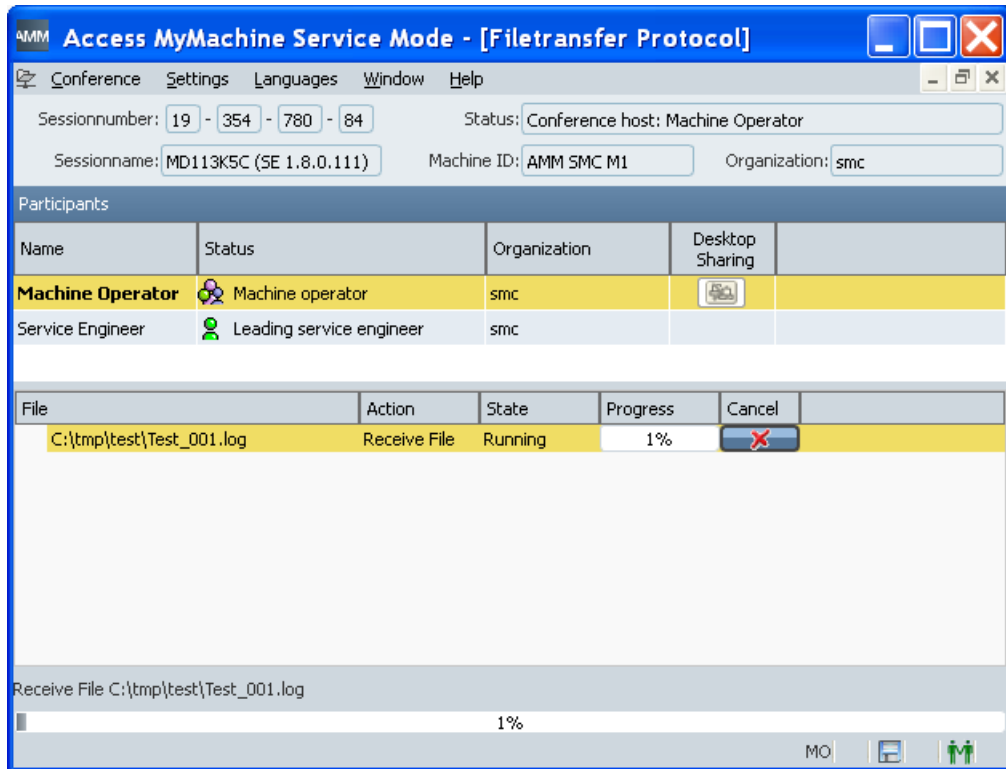 AMM Access MyMachine Service Mode - [Filetransfer Protocol]
Conference Settings Languages Window Help
Sessionnumber: 19 - 354 - 780 - 84 Status: Conference host: Machine Operator
Sessionname: MD113K5C (SE 1.8.0.111) Machine ID: AMM SMC M1 Organization: smc
Participants
Name Status Organization Desktop Sharing
Machine Operator Machine operator smc
Service Engineer Leading service engineer smc
File Action State Progress Cancel
C:\tmp\test\Test_001.log Receive File Running 1%
Receive File C:\tmp\test\Test_001.log
1%
MO